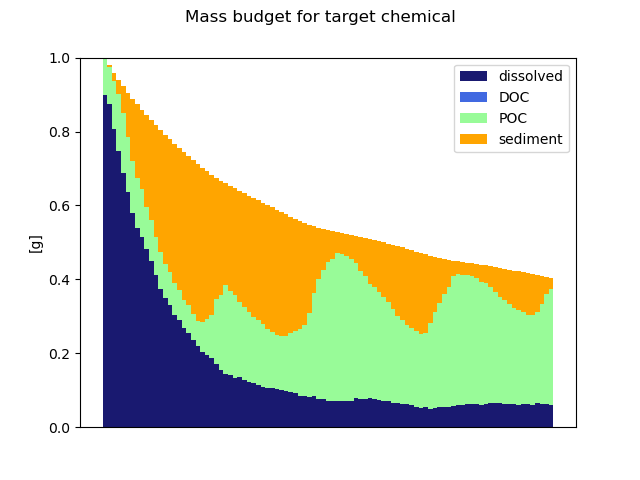 Mass budget for target chemical
1.0
0.8
0.6
0.4
0.2
0.0
[g]
dissolved
DOC
POC
sediment